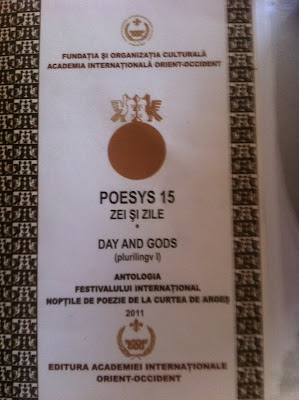 FUNDAȚIA ȘI ORGANIZAȚIA CULTURALĂ
ACADEMIA INTERNAȚIONALĂ ORIENT-OCCIDENT
POESYS 15
ZEI ŞI ZILE
*
DAY AND GODS
(plurilingv I)
ANTOLOGIA
FESTIVALULUI INTERNAȚIONAL
NOPȚILE DE POEZIE DE LA CURTEA DE ARGEȘ
2011
EDITURA ACADEMIEI INTERNAȚIONALE
ORIENT-OCCIDENT